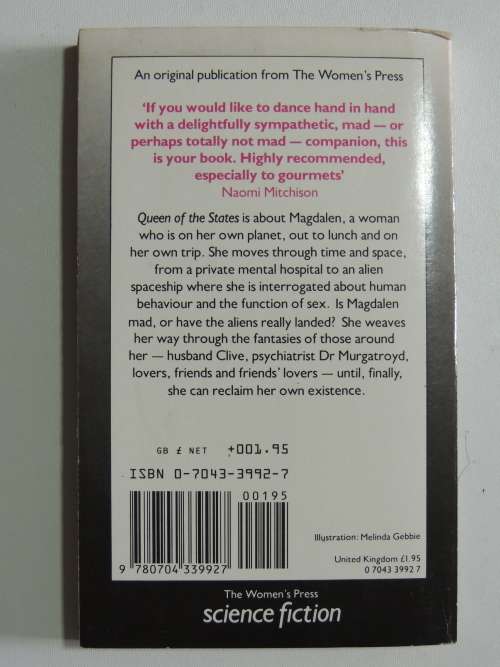 An original publication from The Women's Press
'If you would like to dance hand in hand
with a delightfully sympathetic, mad — or
perhaps totally not mad — companion, this
is your book. Highly recommended,
especially to gourmets'
Naomi Mitchison
Queen of the States is about Magdalen, a woman
who is on her own planet, out to lunch and on
her own trip. She moves through time and space,
from a private mental hospital to an alien
spaceship where she is interrogated about human
behaviour and the function of sex. Is Magdalen
mad, or have the aliens really landed? She weaves
her way through the fantasies of those around
her — husband Clive, psychiatrist Dr Murgatroyd,
lovers, friends and friends' lovers — until, finally,
she can reclaim her own existence.
GB £ NET +001.95
ISBN 0-7043-3992-7
00195
9 780704 339927
Illustration: Melinda Gebbie
United Kingdom £1.95
0 7043 3992 7
The Women's Press
science fiction